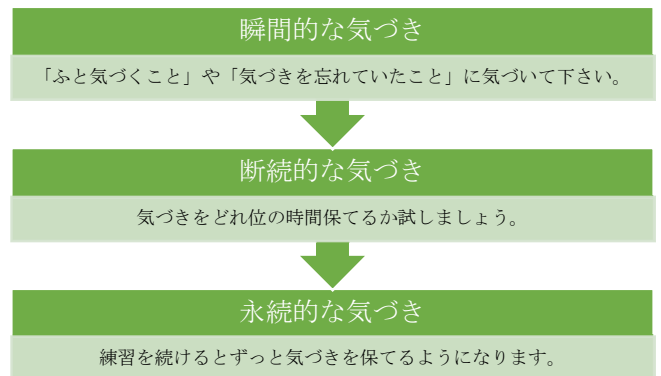 瞬間的な気づき
「ふと気づくこと」や「気づきを忘れていたこと」に気づいて下さい。
断続的な気づき
気づきをどれ位の時間保てるか試しましょう。
永続的な気づき
練習を続けるとずっと気づきを保てるようになります。